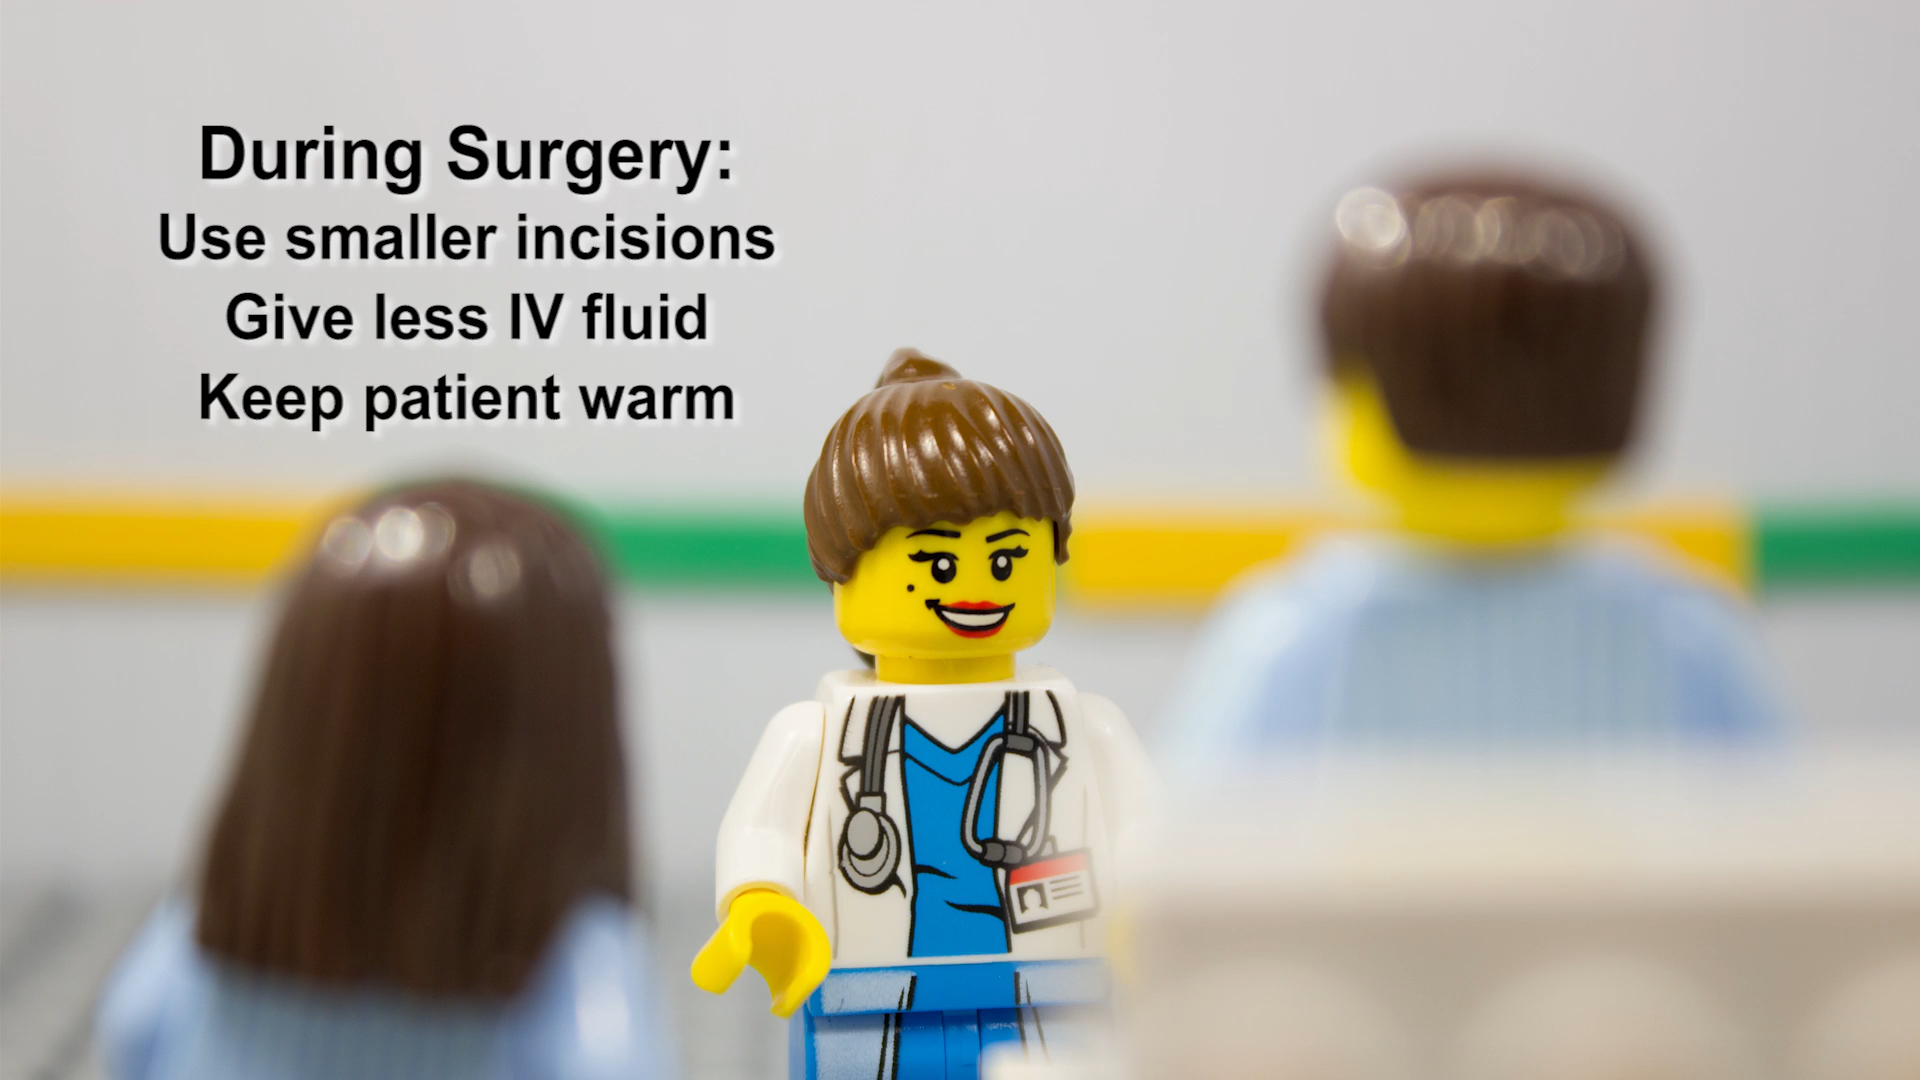 During Surgery:
Use smaller incisions
Give less IV fluid
Keep patient warm